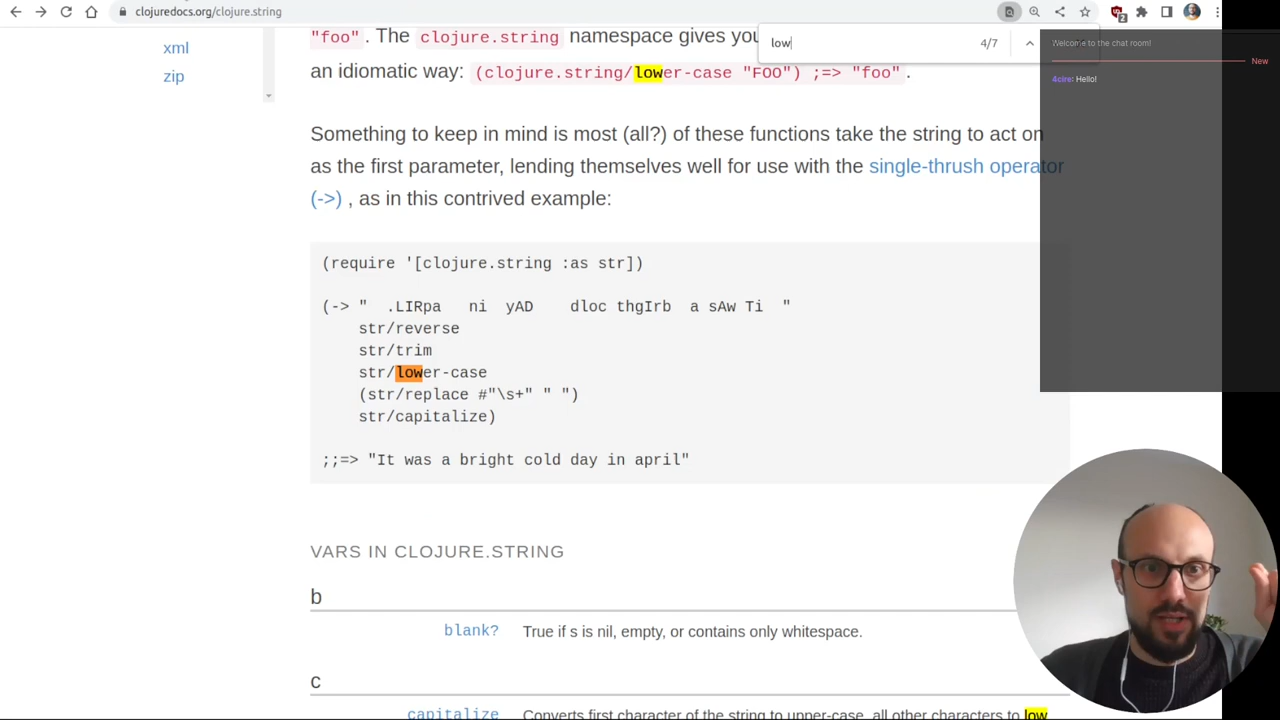 clojuredocs.org/clojure.string
2
xml
zip
"foo". The clojure.string namespace gives you
an idiomatic way: (clojure.string/lower-case "FOO") ;=> "foo".
low
4/7
Welcome to the chat room!
New
4cire: Hello!
Something to keep in mind is most (all?) of these functions take the string to act on
as the first parameter, lending themselves well for use with the single-thrush operator
(->) , as in this contrived example:
(require '[clojure.string :as str])
(-> "  .LIRpa   ni  yAD    dloc thgIrb  a sAw Ti  "
    str/reverse
    str/trim
    str/lower-case
    (str/replace #"\s+" " ")
    str/capitalize)
;;=> "It was a bright cold day in april"
VARS IN CLOJURE.STRING
b
blank? True if s is nil, empty, or contains only whitespace.
c
capitalize Converts first character of the string to upper-case, all other characters to low